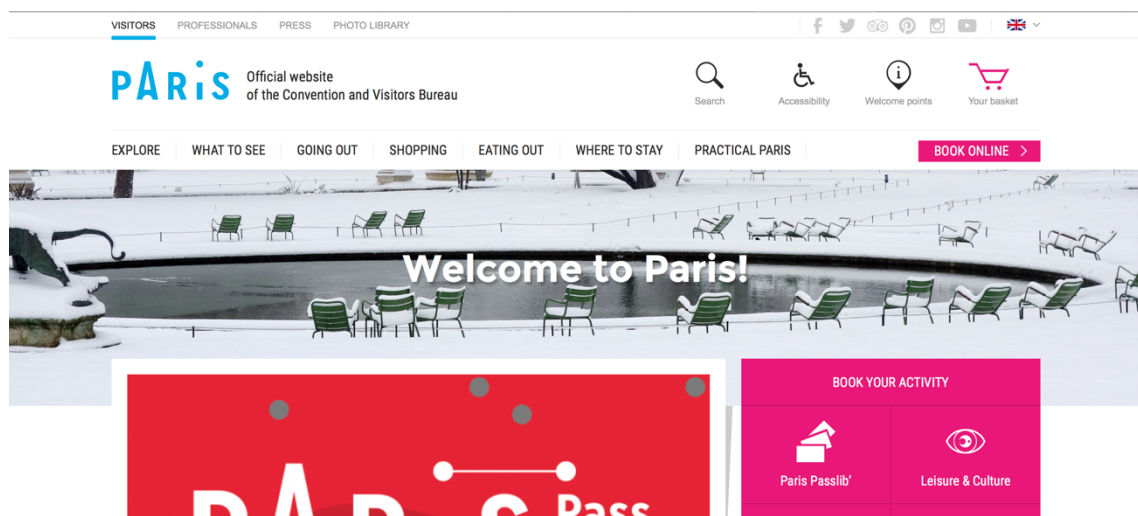 VISITORS PROFESSIONALS PRESS PHOTO LIBRARY
PARiS Official website
of the Convention and Visitors Bureau
Search Accessibility Welcome points Your basket
EXPLORE WHAT TO SEE GOING OUT SHOPPING EATING OUT WHERE TO STAY PRACTICAL PARIS BOOK ONLINE
Welcome to Paris!
BOOK YOUR ACTIVITY
Paris Passlib' Leisure & Culture
PARiS Pass